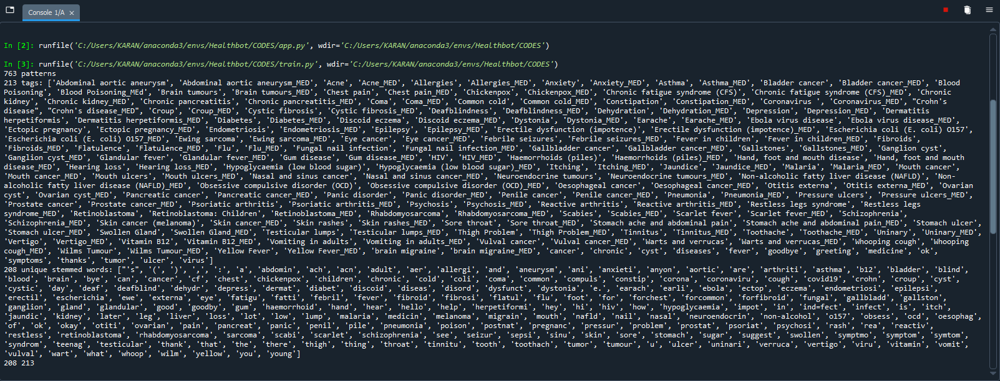 Console 1/A
In [2]: runfile('C:/Users/KARAN/anaconda3/envs/Healthbot/CODES/app.py', wdir='C:/Users/KARAN/anaconda3/envs/Healthbot/CODES')
In [3]: runfile('C:/Users/KARAN/anaconda3/envs/Healthbot/CODES/train.py', wdir='C:/Users/KARAN/anaconda3/envs/Healthbot/CODES')
763 patterns
213 tags: ['Abdominal aortic aneurysm', 'Abdominal aortic aneurysm_MED', 'Acne', 'Acne_MED', 'Allergies', 'Allergies_MED', 'Anxiety', 'Anxiety_MED', 'Asthma', 'Asthma_MED', 'Bladder cancer', 'Bladder cancer_MED', 'Blood
Poisoning', 'Blood Poisoning_MEd', 'Brain tumours', 'Brain tumours_MED', 'Chest pain', 'Chest pain_MED', 'Chickenpox', 'Chickenpox_MED', 'Chronic fatigue syndrome (CFS)', 'Chronic fatigue syndrome (CFS)_MED', 'Chronic
kidney', 'Chronic kidney_MED', 'Chronic pancreatitis', 'Chronic pancreatitis_MED', 'Coma', 'Coma_MED', 'Common cold', 'Common cold_MED', 'Constipation', 'Constipation_MED', 'Coronavirus ', 'Coronavirus_MED', "Crohn's
disease", "Crohn's disease_MED", 'Croup', 'Croup_MED', 'Cystic fibrosis', 'Cystic fibrosis_MED', 'Deafblindness', 'Deafblindness_MED', 'Dehydration', 'Dehydration_MED', 'Depression', 'Depression_MED', 'Dermatitis
herpetiformis', 'Dermatitis herpetiformis_MED', 'Diabetes', 'Diabetes_MED', 'Discoid eczema', 'Discoid eczema_MED', 'Dystonia', 'Dystonia_MED', 'Earache', 'Earache_MED', 'Ebola virus disease', 'Ebola virus disease_MED',
'Ectopic pregnancy', 'Ectopic pregnancy_MED', 'Endometriosis', 'Endometriosis_MED', 'Epilepsy', 'Epilepsy_MED', 'Erectile dysfunction (impotence)', 'Erectile dysfunction (impotence)_MED', 'Escherichia coli (E. coli) O157',
'Escherichia coli (E. coli) O157_MED', 'Ewing sarcoma', 'Ewing sarcoma_MED', 'Eye cancer', 'Eye cancer_MED', 'Febrile seizures', 'Febrile seizures_MED', 'Fever in children', 'Fever in children_MED', 'Fibroids',
'Fibroids_MED', 'Flatulence', 'Flatulence_MED', 'Flu', 'Flu_MED', 'Fungal nail infection', 'Fungal nail infection_MED', 'Gallbladder cancer', 'Gallbladder cancer_MED', 'Gallstones', 'Gallstones_MED', 'Ganglion cyst',
'Ganglion cyst_MED', 'Glandular fever', 'Glandular fever_MED', 'Gum disease', 'Gum disease_MED', 'HIV', 'HIV_MED', 'Haemorrhoids (piles)', 'Haemorrhoids (piles)_MED', 'Hand, foot and mouth disease', 'Hand, foot and mouth
disease_MED', 'Hearing loss', 'Hearing loss_MED', 'Hypoglycaemia (low blood sugar)', 'Hypoglycaemia (low blood sugar)_MED', 'Itching', 'Itching_MED', 'Jaundice', 'Jaundice_MED', 'Malaria', 'Malaria_MED', 'Mouth cancer',
'Mouth cancer_MED', 'Mouth ulcers', 'Mouth ulcers_MED', 'Nasal and sinus cancer', 'Nasal and sinus cancer_MED', 'Neuroendocrine tumours', 'Neuroendocrine tumours_MED', 'Non-alcoholic fatty liver disease (NAFLD)', 'Non-
alcoholic fatty liver disease (NAFLD)_MED', 'Obsessive compulsive disorder (OCD)', 'Obsessive compulsive disorder (OCD)_MED', 'Oesophageal cancer', 'Oesophageal cancer_MED', 'Otitis externa', 'Otitis externa_MED', 'Ovarian
cyst', 'Ovarian cyst_MED', 'Pancreatic cancer', 'Pancreatic cancer_MED', 'Panic disorder', 'Panic disorder_MED', 'Penile cancer', 'Penile cancer_MED', 'Pneumonia', 'Pneumonia_MED', 'Pressure ulcers', 'Pressure ulcers_MED',
'Prostate cancer', 'Prostate cancer_MED', 'Psoriatic arthritis', 'Psoriatic arthritis_MED', 'Psychosis', 'Psychosis_MED', 'Reactive arthritis', 'Reactive arthritis_MED', 'Restless legs syndrome', 'Restless legs
syndrome_MED', 'Retinoblastoma', 'Retinoblastoma: Children', 'Retinoblastoma_MED', 'Rhabdomyosarcoma', 'Rhabdomyosarcoma_MED', 'Scabies', 'Scabies_MED', 'Scarlet fever', 'Scarlet fever_MED', 'Schizophrenia',
'Schizophrenia_MED', 'Skin cancer (melanoma)', 'Skin cancer_MED', 'Skin rashes', 'Skin rashes_MED', 'Sore throat', 'Sore throat_MED', 'Stomach ache and abdominal pain', 'Stomach ache and abdominal pain_MED', 'Stomach ulcer',
'Stomach ulcer_MED', 'Swollen Gland', 'Swollen Gland_MED', 'Testicular lumps', 'Testicular lumps_MED', 'Thigh Problem', 'Thigh Problem_MED', 'Tinnitus', 'Tinnitus_MED', 'Toothache', 'Toothache_MED', 'Uninary', 'Uninary_MED',
'Vertigo', 'Vertigo_MED', 'Vitamin B12', 'Vitamin B12_MED', 'Vomiting in adults', 'Vomiting in adults_MED', 'Vulval cancer', 'Vulval cancer_MED', 'Warts and verrucas', 'Warts and verrucas_MED', 'Whooping cough', 'Whooping
cough_MED', 'Wilms Tumour', 'Wilms Tumour_MED', 'Yellow Fever', 'Yellow Fever_MED', 'brain migraine', 'brain migraine_MED', 'cancer', 'chronic', 'cyst', 'diseases', 'fever', 'goodbye', 'greeting', 'medicine', 'ok',
'symptoms', 'thanks', 'tumor', 'ulcer', 'virus']
208 unique stemmed words: ["'s", '(', ')', ',', ':', 'a', 'abdomin', 'ach', 'acn', 'adult', 'aer', 'allergi', 'and', 'aneurysm', 'ani', 'anxieti', 'anyon', 'aortic', 'are', 'arthriti', 'asthma', 'b12', 'bladder', 'blind',
'blood', 'brain', 'bye', 'can', 'cancer', 'cf', 'chest', 'chickenpox', 'children', 'chronic', 'cold', 'coli', 'coma', 'common', 'compuls', 'constip', 'corona', 'coronaviru', 'cough', 'covid19', 'crohn', 'croup', 'cyst',
'cystic', 'day', 'deaf', 'deafblind', 'dehydr', 'depress', 'dermat', 'diabet', 'discoid', 'diseas', 'disord', 'dysfunct', 'dystonia', 'e.', 'earach', 'earli', 'ebola', 'ectop', 'eczema', 'endometriosi', 'epilepsi',
'erectil', 'escherichia', 'ewe', 'externa', 'eye', 'fatigu', 'fatti', 'febril', 'fever', 'fibroid', 'fibrosi', 'flatul', 'flu', 'foot', 'for', 'forchest', 'forcommon', 'forfibroid', 'fungal', 'gallbladd', 'gallston',
'ganglion', 'gland', 'glandular', 'good', 'goodby', 'gum', 'haemorrhoid', 'hand', 'hear', 'hello', 'help', 'herpetiformi', 'hey', 'hi', 'hiv', 'how', 'hypoglycaemia', 'impot', 'in', 'ind=fect', 'infect', 'is', 'itch',
'jaundic', 'kidney', 'later', 'leg', 'liver', 'loss', 'lot', 'low', 'lump', 'malaria', 'medicin', 'melanoma', 'migrain', 'mouth', 'nafld', 'nail', 'nasal', 'neuroendocrin', 'non-alcohol', 'o157', 'obsess', 'ocd', 'oesophag',
'of', 'ok', 'okay', 'otiti', 'ovarian', 'pain', 'pancreat', 'panic', 'penil', 'pile', 'pneumonia', 'poison', 'postnat', 'pregnanc', 'pressur', 'problem', 'prostat', 'psoriat', 'psychosi', 'rash', 'rea', 'reactiv',
'restless', 'retinoblastoma', 'rhabdomyosarcoma', 'sarcoma', 'scabi', 'scarlet', 'schizophrenia', 'see', 'seizur', 'sepsi', 'sinu', 'skin', 'sore', 'stomach', 'sugar', 'suggest', 'swollen', 'symptmo', 'symptom', 'symtom',
'syndrom', 'teenag', 'testicular', 'thank', 'that', 'the', 'there', 'thigh', 'thing', 'throat', 'tinnitu', 'tooth', 'toothach', 'tumor', 'tumour', 'u', 'ulcer', 'uninari', 'verruca', 'vertigo', 'viru', 'vitamin', 'vomit',
'vulval', 'wart', 'what', 'whoop', 'wilm', 'yellow', 'you', 'young']
208 213